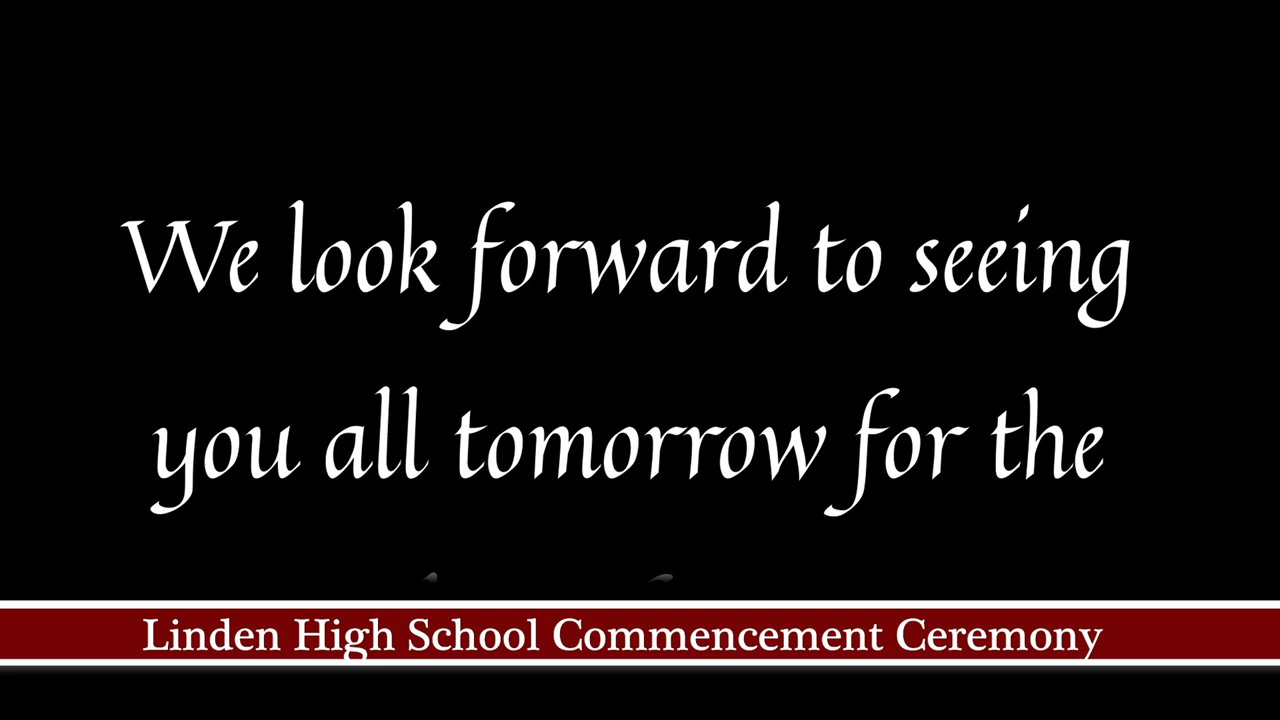 We look forward to seeing
you all tomorrow for the
Linden High School Commencement Ceremony